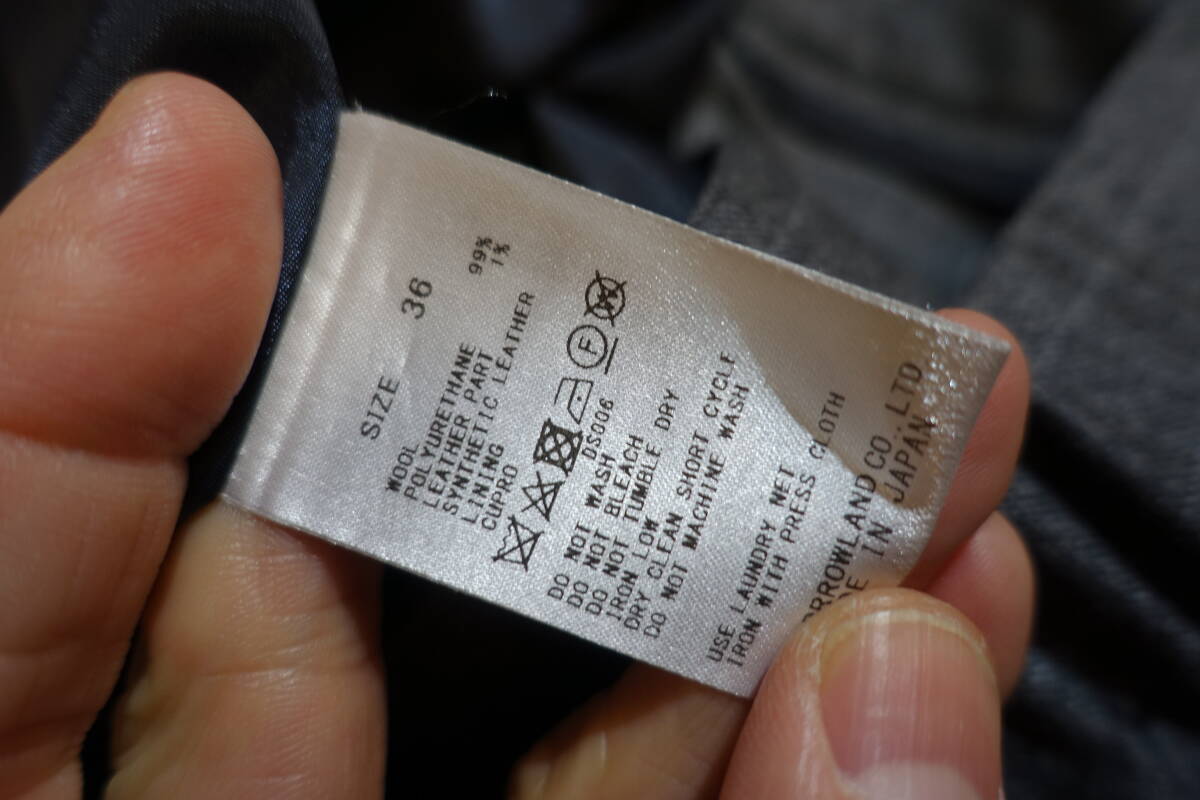 SIZE 36
WOOL 99%
POLYURETHANE 1%
LEATHER PART
SYNTHETIC LEATHER
LINING
CUPRO
F
W
DS006
DO NOT WASH
DO NOT BLEACH
DO NOT TUMBLE DRY
IRON LOW
DRY CLEAN SHORT CYCLE
DO NOT MACHINE WASH
USE LAUNDRY NET
IRON WITH PRESS CLOTH
RROWLAND CO.,LTD
DE IN JAPAN